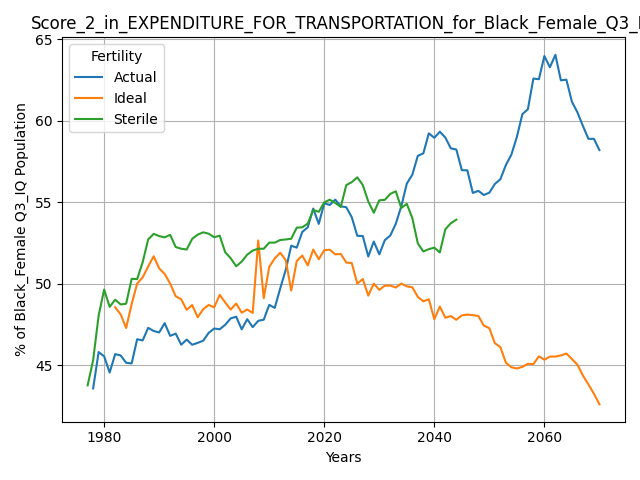 Score_2_in_EXPENDITURE_FOR_TRANSPORTATION_for_Black_Female_Q3_I
65
60
55
50
45
% of Black_Female Q3_IQ Population
Fertility
Actual
Ideal
Sterile
1980
2000
2020
2040
2060
Years